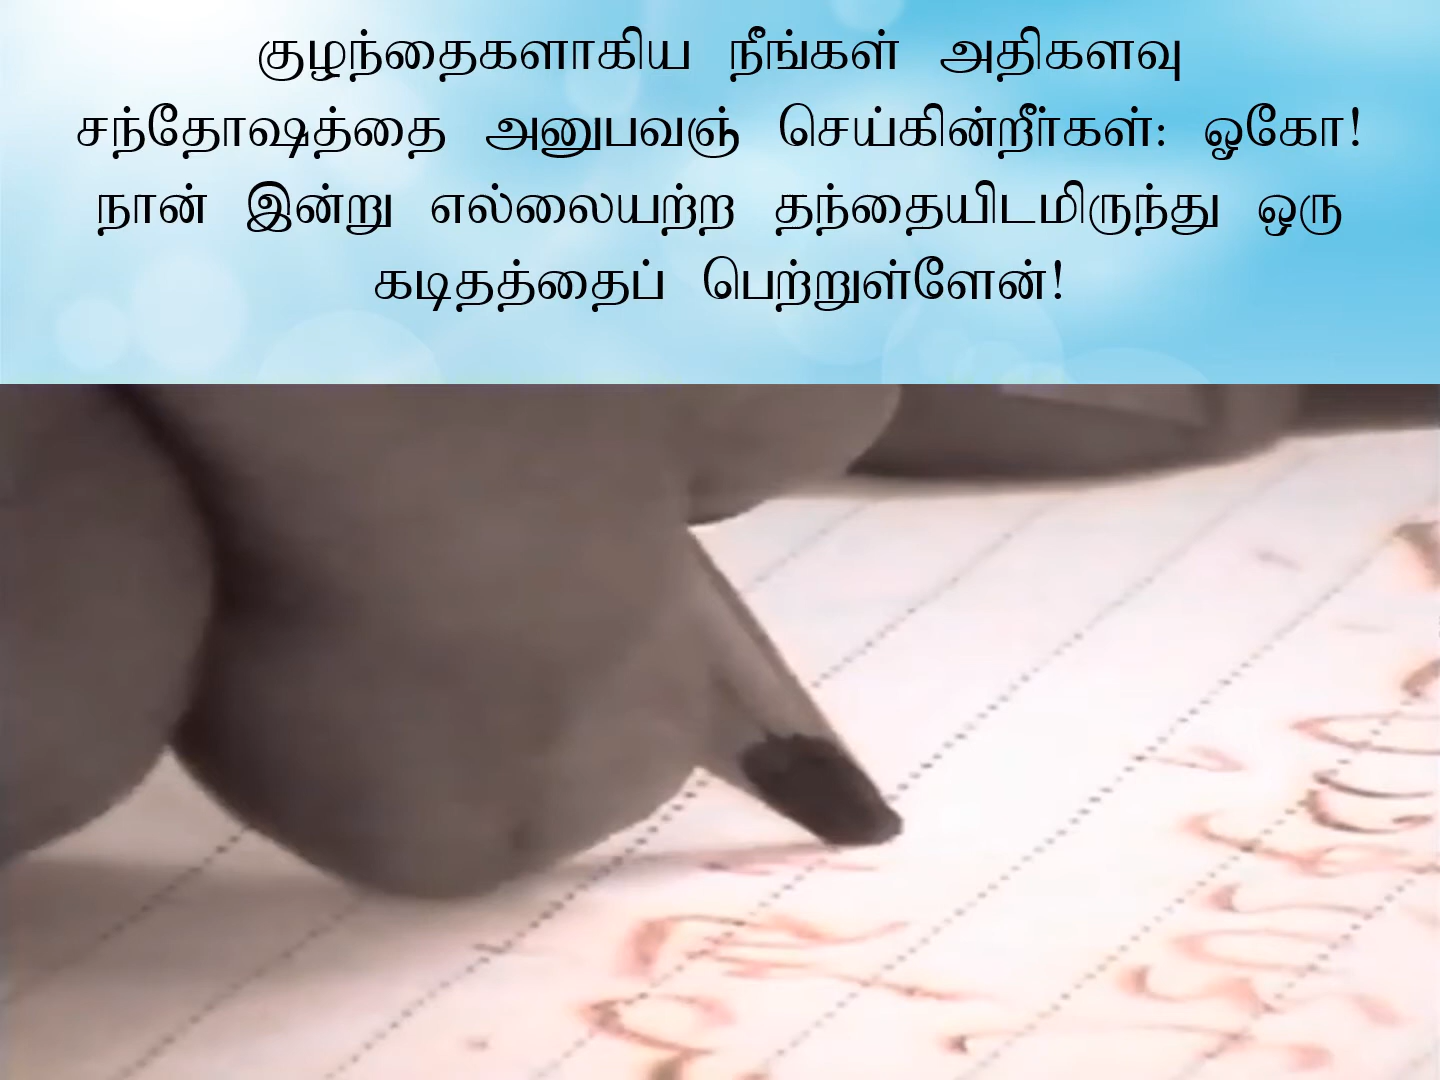 குழந்தைகளாகிய நீங்கள் அதிகளவு
சந்தோஷத்தை அனுபவஞ் செய்கின்றீர்கள்: ஓகோ!
நான் இன்று எல்லையற்ற தந்தையிடமிருந்து ஒரு
கடிதத்தைப் பெற்றுள்ளேன்!